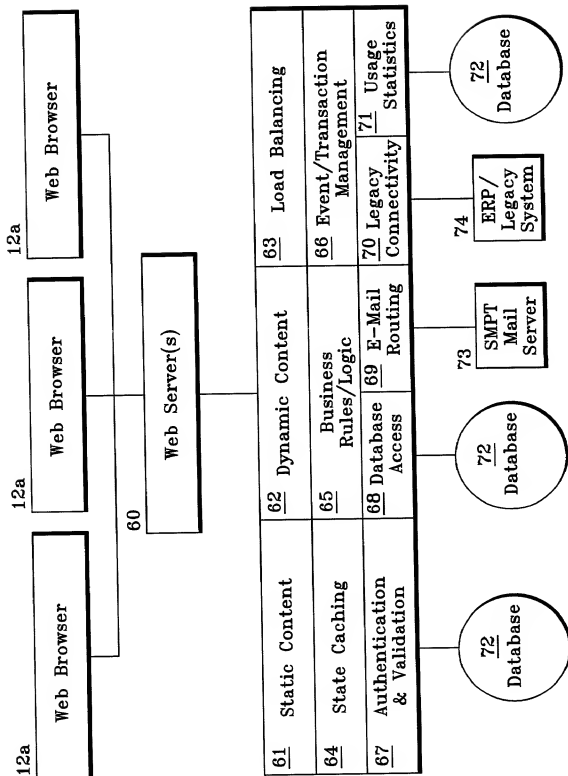 12a
Web Browser
12a
Web Browser
12a
Web Browser
60
Web Server(s)
61 Static Content
62 Dynamic Content
63 Load Balancing
64 State Caching
65 Business
Rules/Logic
66 Event/Transaction
Management
67 Authentication
& Validation
68 Database
Access
69 E-Mail
Routing
70 Legacy
Connectivity
71 Usage
Statistics
72
Database
72
Database
73
SMPT
Mail
Server
74
ERP/
Legacy
System
72
Database